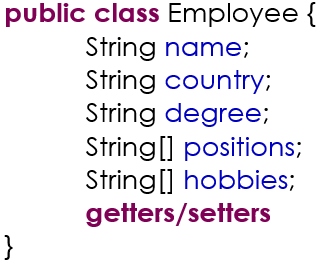 public class Employee {
String name;
String country;
String degree;
String[] positions;
String[] hobbies;
getters/setters
}